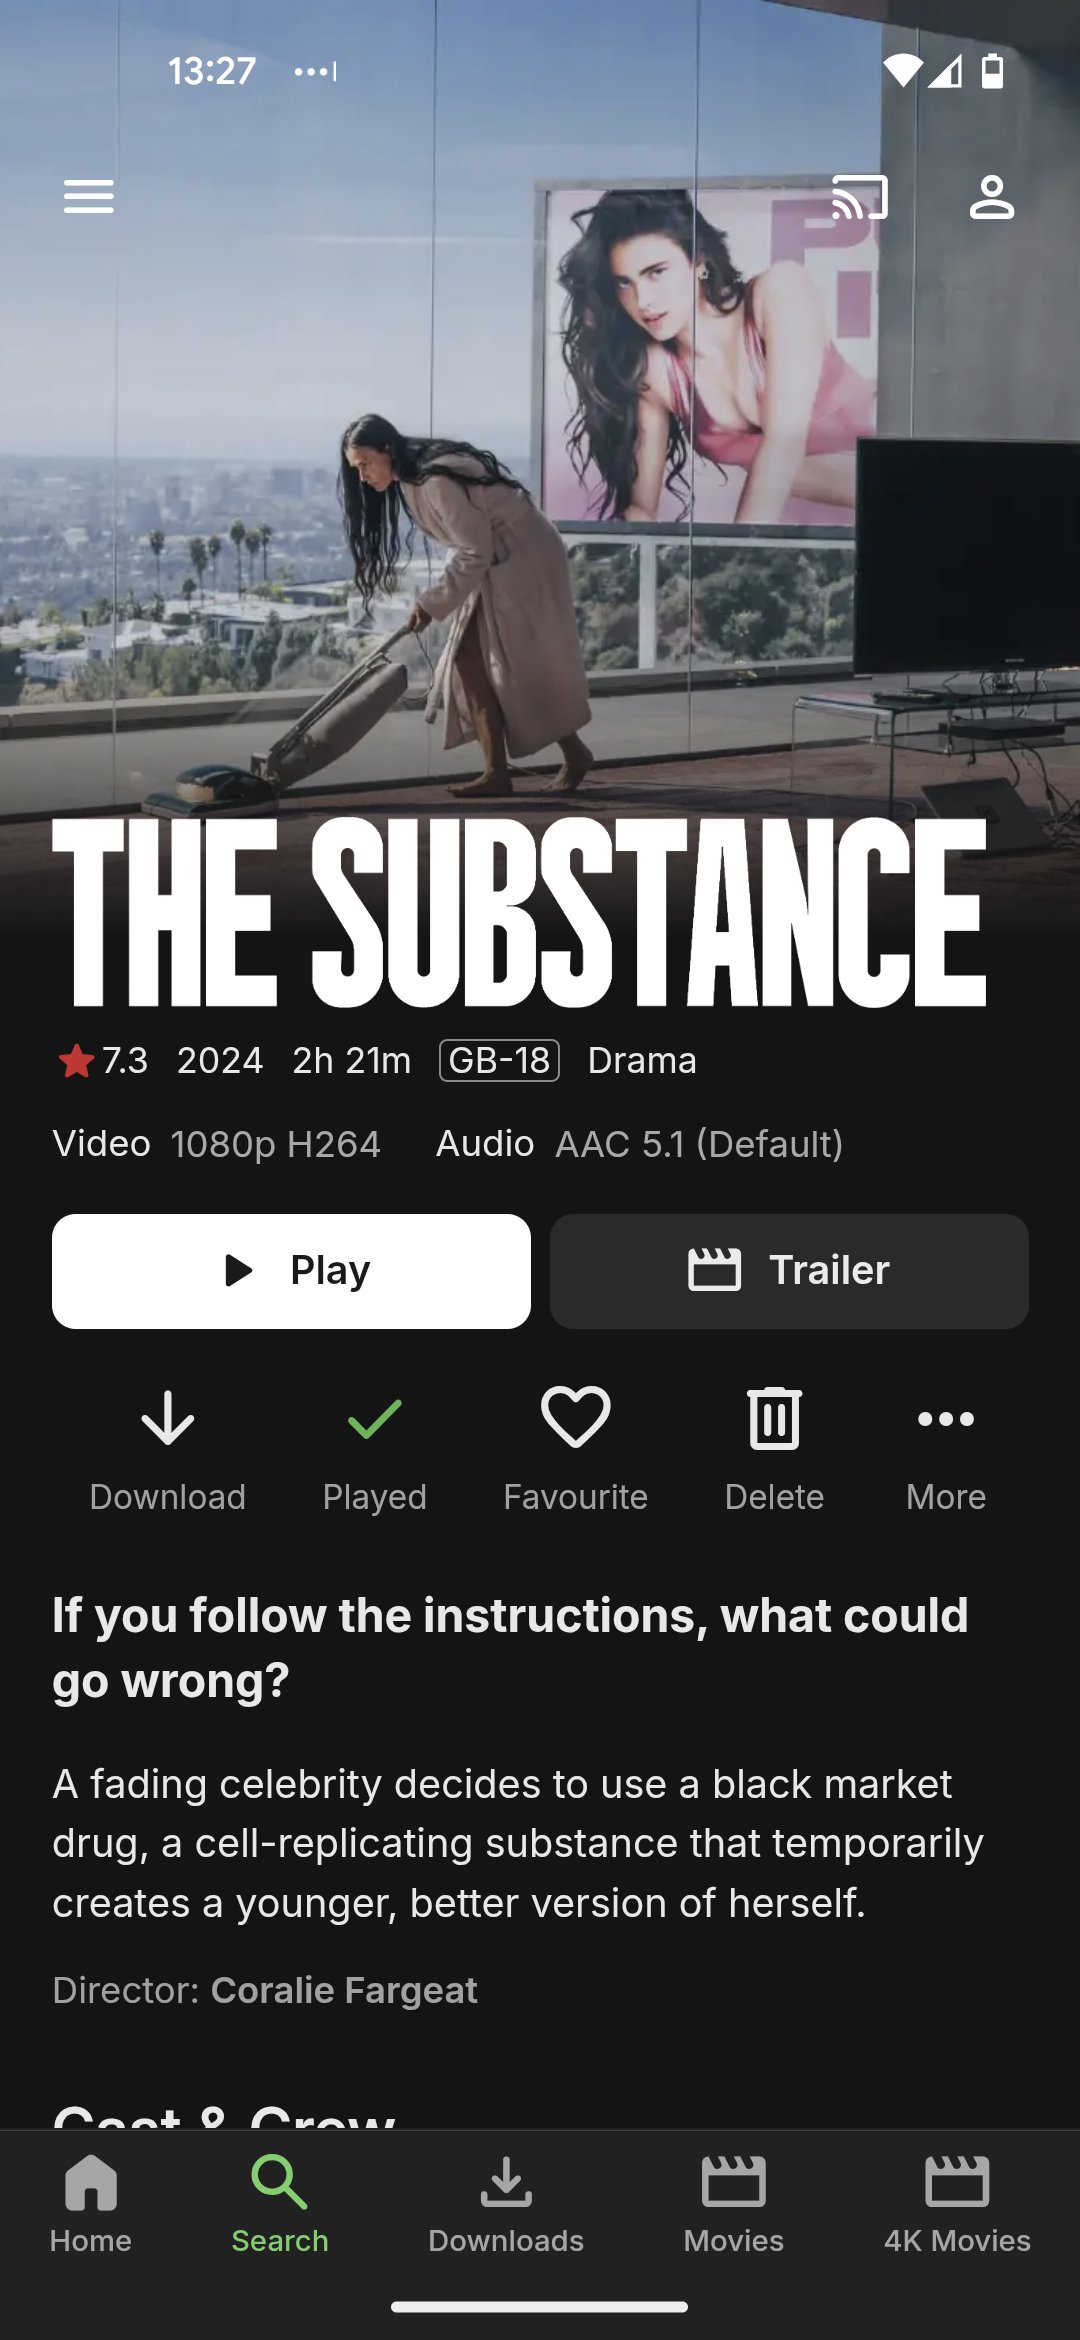 13:27
THE SUBSTANCE
7.3 2024 2h 21m GB-18 Drama
Video 1080p H264 Audio AAC 5.1 (Default)
Play Trailer
Download Played Favourite Delete More
If you follow the instructions, what could
go wrong?
A fading celebrity decides to use a black market
drug, a cell-replicating substance that temporarily
creates a younger, better version of herself.
Director: Coralie Fargeat
Cast & Crew
Home Search Downloads Movies 4K Movies